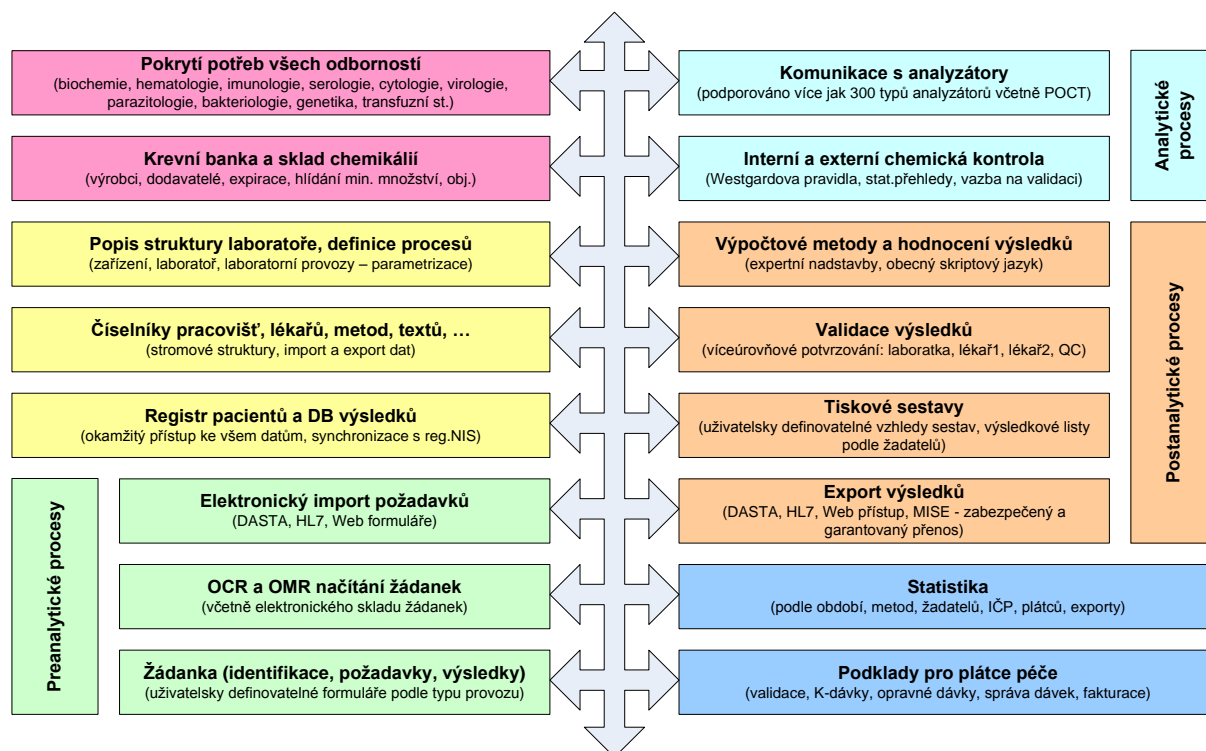 Pokrytí potřeb všech odborností
(biochemie, hematologie, imunologie, serologie, cytologie, virologie,
parazitologie, bakteriologie, genetika, transfuzní st.)
Krevní banka a sklad chemikálií
(výrobci, dodavatelé, expirace, hlídání min. množství, obj.)
Popis struktury laboratoře, definice procesů
(zařízení, laboratoř, laboratorní provozy – parametrizace)
Číselníky pracovišť, lékařů, metod, textů, …
(stromové struktury, import a export dat)
Registr pacientů a DB výsledků
(okamžitý přístup ke všem datům, synchronizace s reg.NIS)
Preanalytické procesy
Elektronický import požadavků
(DASTA, HL7, Web formuláře)
OCR a OMR načítání žádanek
(včetně elektronického skladu žádanek)
Žádanka (identifikace, požadavky, výsledky)
(uživatelsky definovatelné formuláře podle typu provozu)
Komunikace s analyzátory
(podporováno více jak 300 typů analyzátorů včetně POCT)
Interní a externí chemická kontrola
(Westgardova pravidla, stat.přehledy, vazba na validaci)
Analytické
procesy
Výpočtové metody a hodnocení výsledků
(expertní nadstavby, obecný skriptový jazyk)
Validace výsledků
(víceúrovňové potvrzování: laboratka, lékař1, lékař2, QC)
Tiskové sestavy
(uživatelsky definovatelné vzhledy sestav, výsledkové listy
podle žadatelů)
Export výsledků
(DASTA, HL7, Web přístup, MISE - zabezpečený a
garantovaný přenos)
Postanalytické procesy
Statistika
(podle období, metod, žadatelů, IČP, plátců, exporty)
Podklady pro plátce péče
(validace, K-dávky, opravné dávky, správa dávek, fakturace)